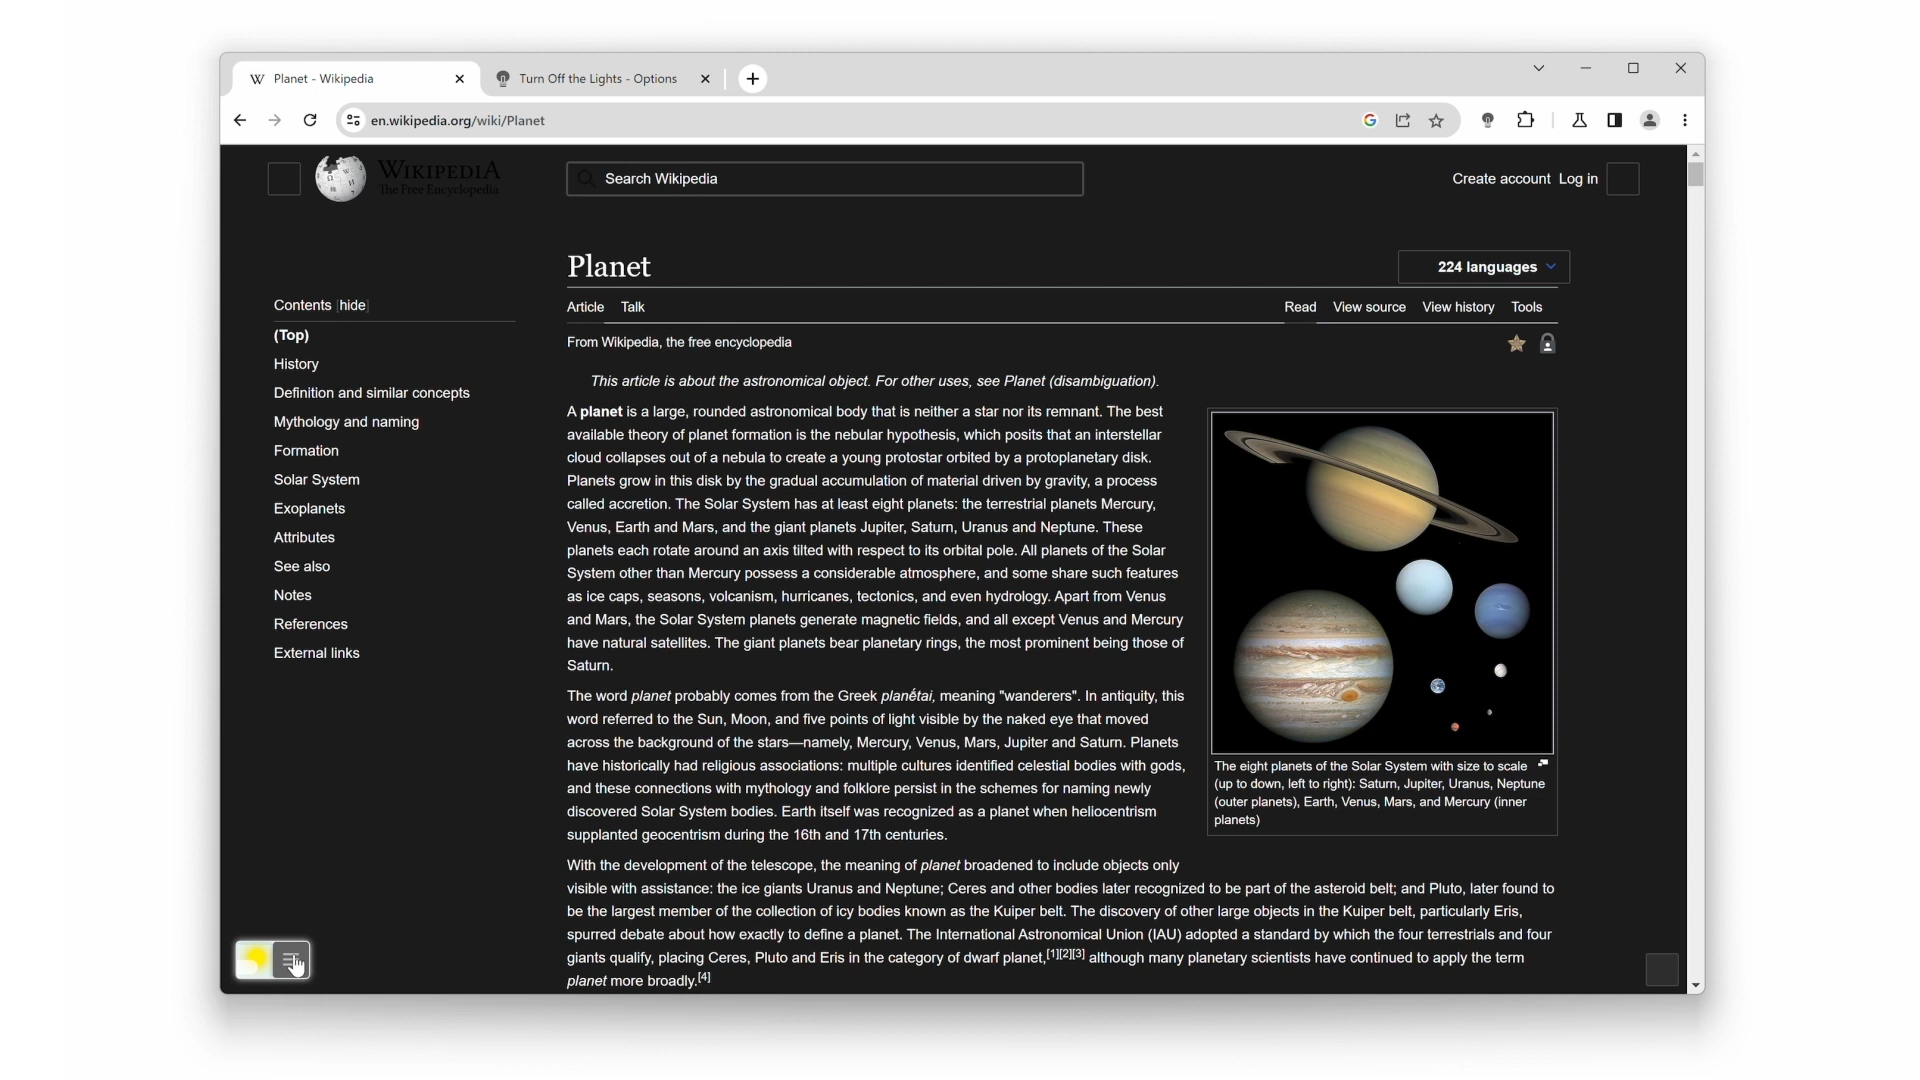 Planet - Wikipedia
Turn Off the Lights - Options
en.wikipedia.org/wiki/Planet
WIKIPEDIA
The Free Encyclopedia
Search Wikipedia
Create account Log in
Planet
224 languages
Contents [hide]
(Top)
History
Definition and similar concepts
Mythology and naming
Formation
Solar System
Exoplanets
Attributes
See also
Notes
References
External links
Article Talk
Read View source View history Tools
From Wikipedia, the free encyclopedia
This article is about the astronomical object. For other uses, see Planet (disambiguation).
A planet is a large, rounded astronomical body that is neither a star nor its remnant. The best
available theory of planet formation is the nebular hypothesis, which posits that an interstellar
cloud collapses out of a nebula to create a young protostar orbited by a protoplanetary disk.
Planets grow in this disk by the gradual accumulation of material driven by gravity, a process
called accretion. The Solar System has at least eight planets: the terrestrial planets Mercury,
Venus, Earth and Mars, and the giant planets Jupiter, Saturn, Uranus and Neptune. These
planets each rotate around an axis tilted with respect to its orbital pole. All planets of the Solar
System other than Mercury possess a considerable atmosphere, and some share such features
as ice caps, seasons, volcanism, hurricanes, tectonics, and even hydrology. Apart from Venus
and Mars, the Solar System planets generate magnetic fields, and all except Venus and Mercury
have natural satellites. The giant planets bear planetary rings, the most prominent being those of
Saturn.
The word planet probably comes from the Greek planḗtai, meaning "wanderers". In antiquity, this
word referred to the Sun, Moon, and five points of light visible by the naked eye that moved
across the background of the stars—namely, Mercury, Venus, Mars, Jupiter and Saturn. Planets
have historically had religious associations: multiple cultures identified celestial bodies with gods,
and these connections with mythology and folklore persist in the schemes for naming newly
discovered Solar System bodies. Earth itself was recognized as a planet when heliocentrism
supplanted geocentrism during the 16th and 17th centuries.
The eight planets of the Solar System with size to scale
(up to down, left to right): Saturn, Jupiter, Uranus, Neptune
(outer planets), Earth, Venus, Mars, and Mercury (inner
planets)
With the development of the telescope, the meaning of planet broadened to include objects only
visible with assistance: the ice giants Uranus and Neptune; Ceres and other bodies later recognized to be part of the asteroid belt; and Pluto, later found to
be the largest member of the collection of icy bodies known as the Kuiper belt. The discovery of other large objects in the Kuiper belt, particularly Eris,
spurred debate about how exactly to define a planet. The International Astronomical Union (IAU) adopted a standard by which the four terrestrials and four
giants qualify, placing Ceres, Pluto and Eris in the category of dwarf planet,[1][2][3] although many planetary scientists have continued to apply the term
planet more broadly.[4]